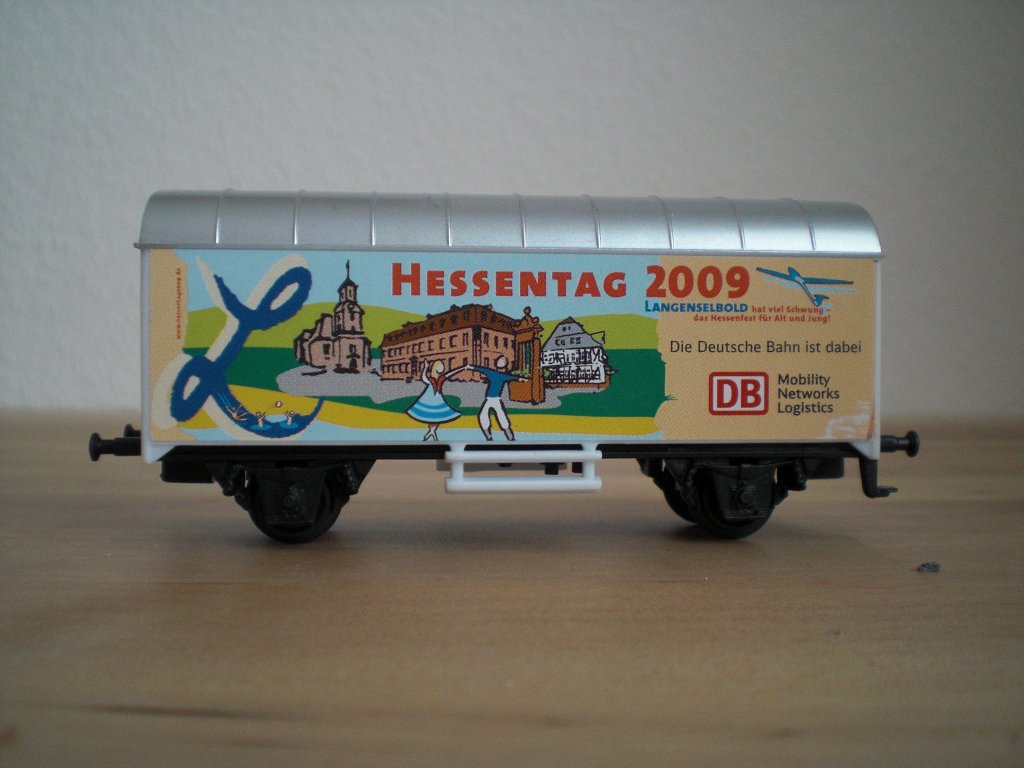 HESSENTAG 2009
LANGENSELBOLD hat viel Schwung -
das Hessenfest für Alt und Jung!
Die Deutsche Bahn ist dabei
DB
Mobility
Networks
Logistics